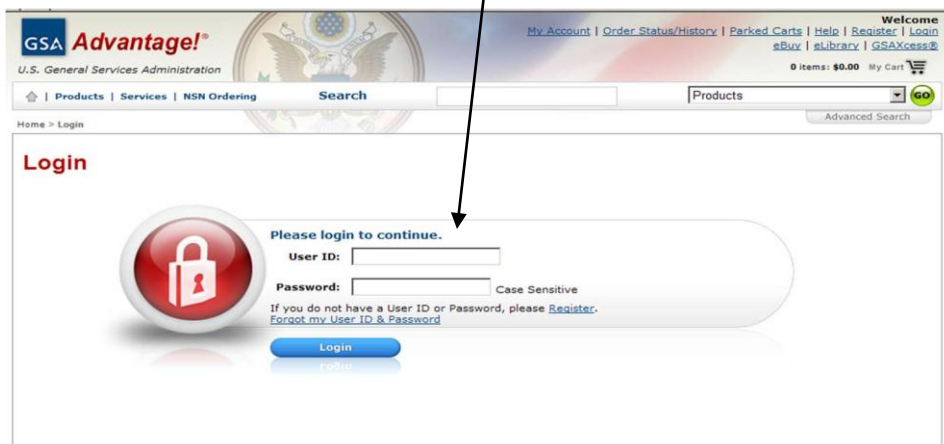 Welcome
GSA Advantage!®
My Account | Order Status/History | Parked Carts | Help | Register | Login
eBuy | eLibrary | GSAXcess®
U.S. General Services Administration
0 items: $0.00 My Cart
| Products | Services | NSN Ordering Search Products GO
Home > Login
Advanced Search
Login
Please login to continue.
User ID:
Password: Case Sensitive
If you do not have a User ID or Password, please Register.
Forgot my User ID & Password
Login